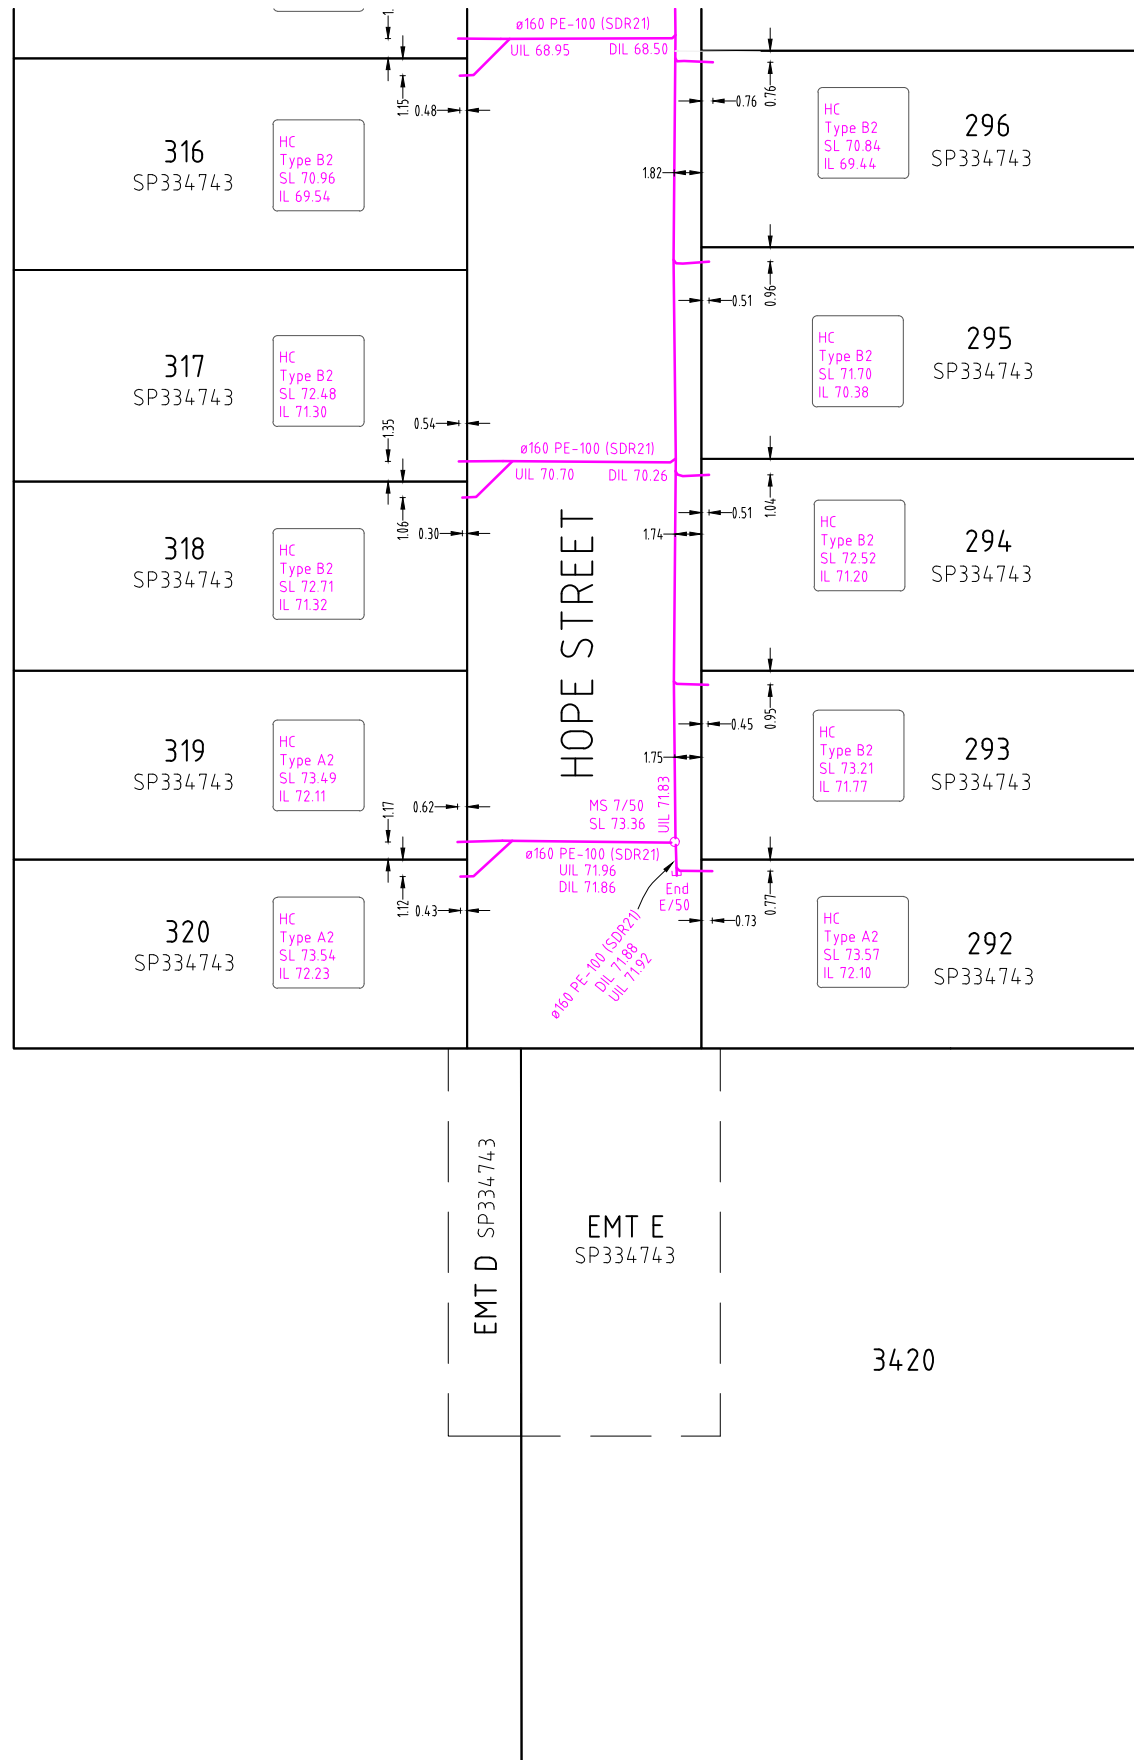 1.
ø160 PE-100 (SDR21)
UIL 68.95
DIL 68.50
1.15
0.48
0.76
0.76
316
SP334743
HC
Type B2
SL 70.96
IL 69.54
1.82
HC
Type B2
SL 70.84
IL 69.44
296
SP334743
0.51
0.96
317
SP334743
HC
Type B2
SL 72.48
IL 71.30
HC
Type B2
SL 71.70
IL 70.38
295
SP334743
1.35
0.54
ø160 PE-100 (SDR21)
UIL 70.70
DIL 70.26
1.06
0.30
0.51
1.04
318
SP334743
HC
Type B2
SL 72.71
IL 71.32
HOPE STREET
1.74
HC
Type B2
SL 72.52
IL 71.20
294
SP334743
319
SP334743
HC
Type A2
SL 73.49
IL 72.11
0.45
0.95
1.75
HC
Type B2
SL 73.21
IL 71.77
293
SP334743
1.17
0.62
MS 7/50
SL 73.36
UIL 71.83
ø160 PE-100 (SDR21)
UIL 71.96
DIL 71.86
End
E/50
1.12
0.43
0.73
0.77
320
SP334743
HC
Type A2
SL 73.54
IL 72.23
ø160 PE-100 (SDR21)
DIL 71.88
UIL 71.92
HC
Type A2
SL 73.57
IL 72.10
292
SP334743
EMT D SP334743
EMT E
SP334743
3420